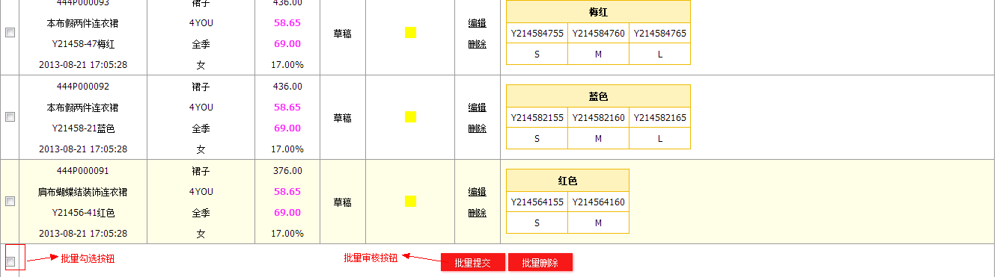 444P000093
本布假两件连衣裙
Y21458-47梅红
2013-08-21 17:05:28
裙子
4YOU
全季
女
436.00
58.65
69.00
17.00%
草稿
编辑
删除
梅红
Y214584755 Y214584760 Y214584765
S M L
444P000092
本布假两件连衣裙
Y21458-21蓝色
2013-08-21 17:05:28
裙子
4YOU
全季
女
436.00
58.65
69.00
17.00%
草稿
编辑
删除
蓝色
Y214582155 Y214582160 Y214582165
S M L
444P000091
肩布蝴蝶结装饰连衣裙
Y21456-41红色
2013-08-21 17:05:28
裙子
4YOU
全季
女
376.00
58.65
69.00
17.00%
草稿
编辑
删除
红色
Y214564155 Y214564160
S M
批量勾选按钮
批量审核按钮
批量提交
批量删除